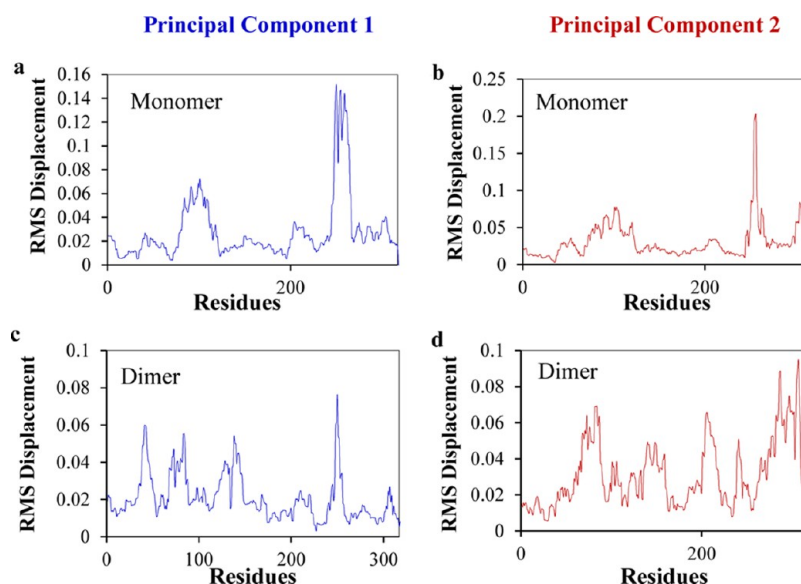 Principal Component 1
Principal Component 2
a
0.16
0.14
0.12
0.1
0.08
0.06
0.04
0.02
0
RMS Displacement
Monomer
0
200
Residues
b
0.25
0.2
0.15
0.1
0.05
0
RMS Displacement
Monomer
0
200
Residues
c
0.1
0.08
0.06
0.04
0.02
0
RMS Displacement
Dimer
0
100
200
300
Residues
d
0.1
0.08
0.06
0.04
0.02
0
RMS Displacement
Dimer
0
200
Residues